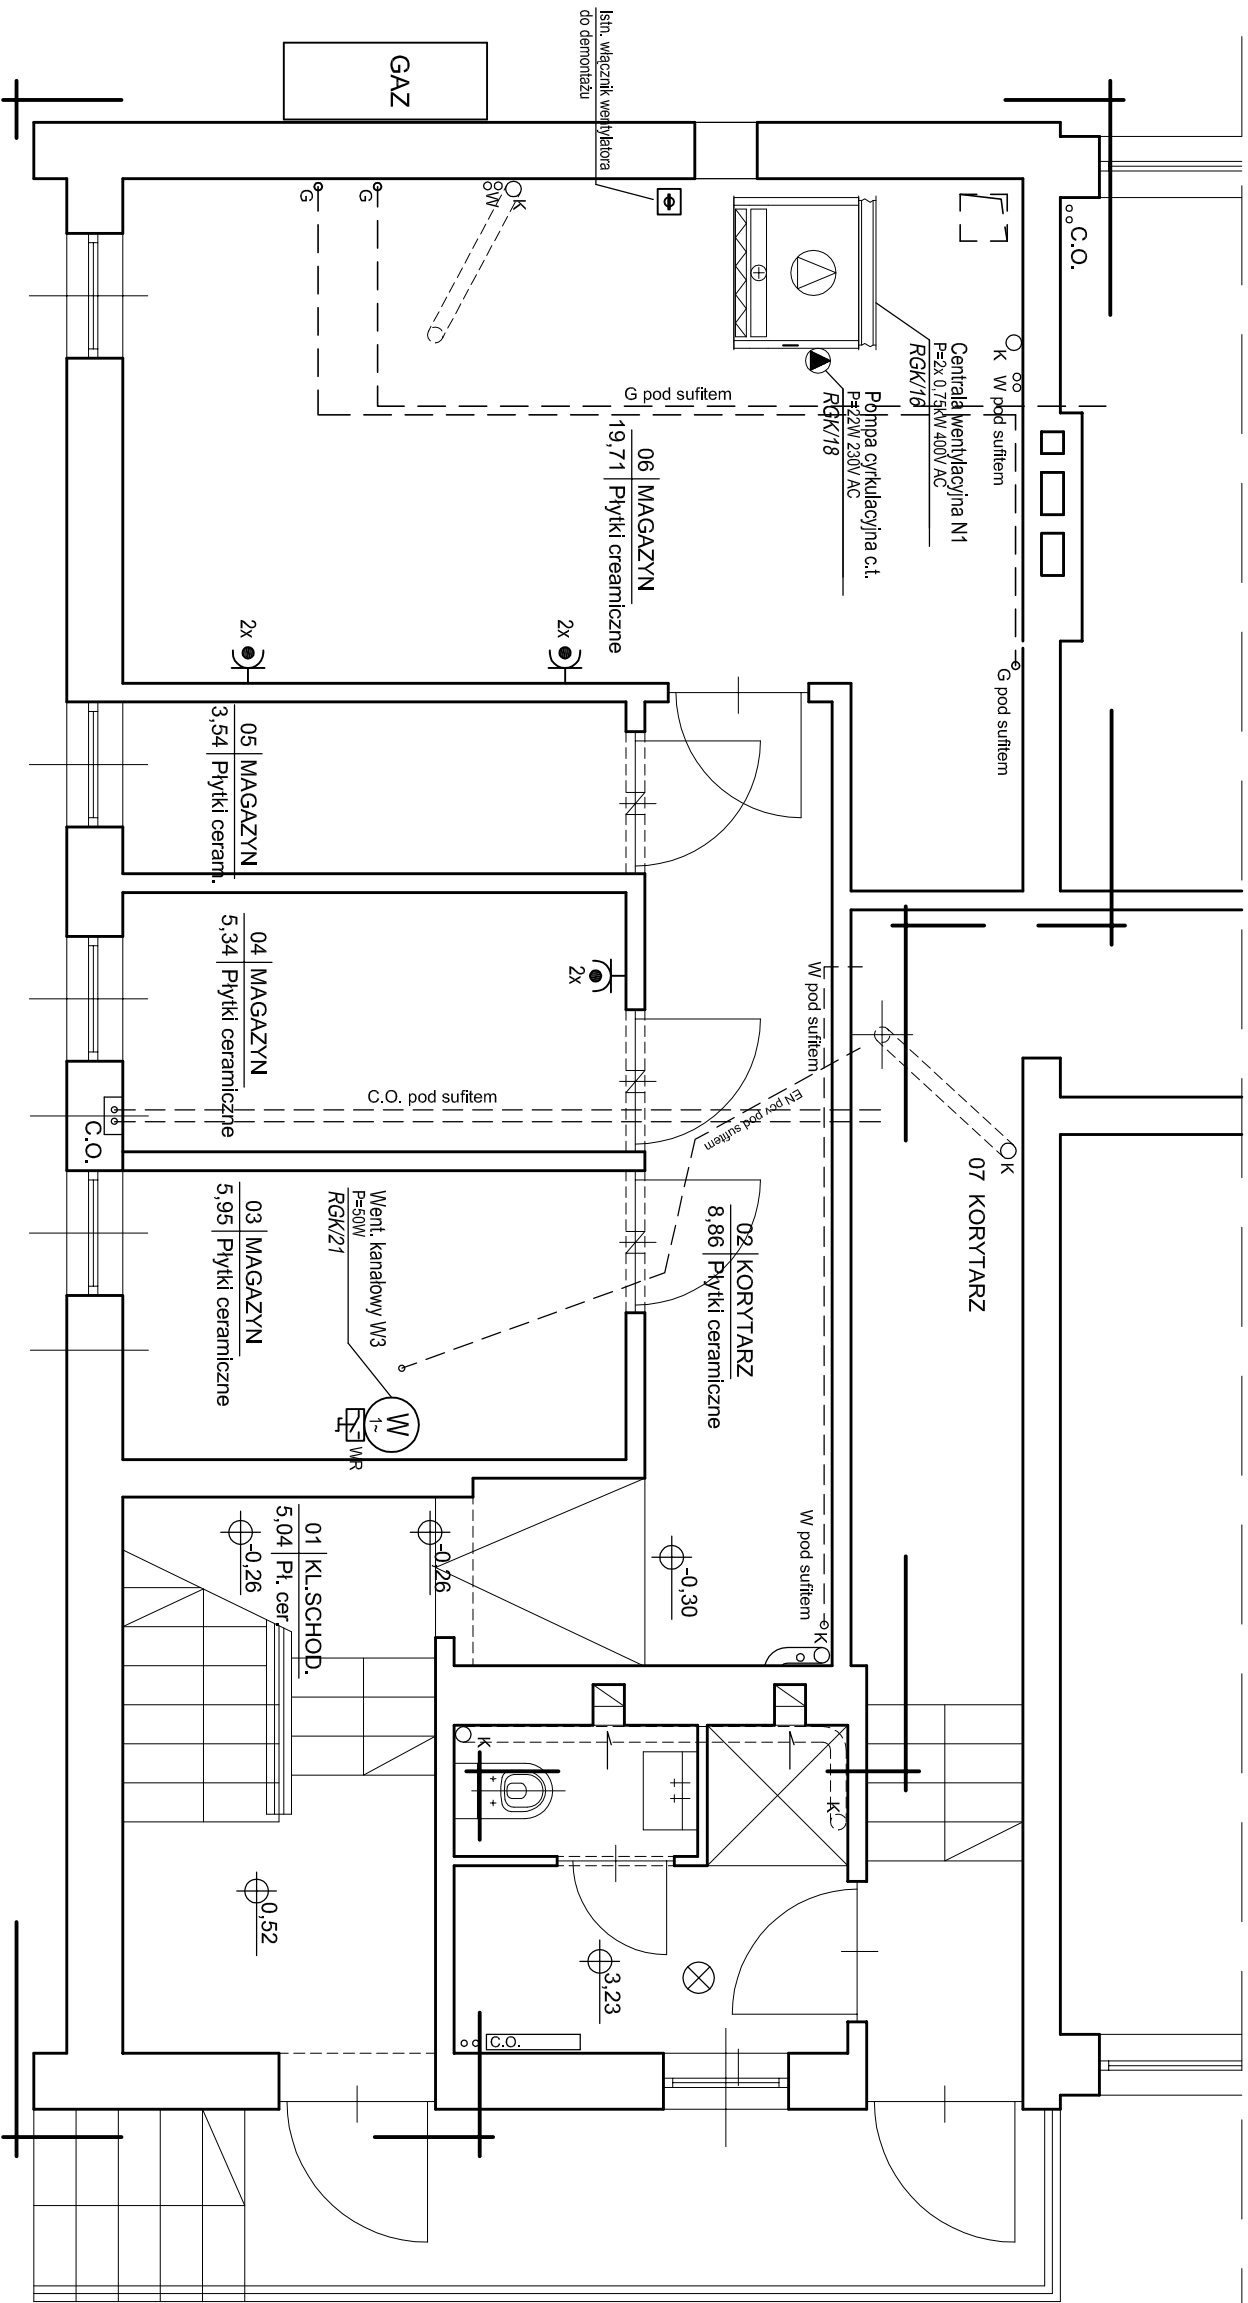 Istn. włącznik wentylatora
do demontażu
GAZ
C.O.
G
G
W
K
K
W pod sufitem
Centrala wentylacyjna N1
P=2x 0,75kW 400V AC
RGK/16
Pompa cyrkulacyjna c.t.
P=22W 230V AC
RGK/18
G pod sufitem
G pod sufitem
06 MAGAZYN
19,71 Płytki creamiczne
2x
2x
05 MAGAZYN
3,54 Płytki ceram.
04 MAGAZYN
5,34 Płytki ceramiczne
2x
W pod sufitem
EN pcv pod sufitem
C.O. pod sufitem
C.O.
K
07 KORYTARZ
03 MAGAZYN
5,95 Płytki ceramiczne
02 KORYTARZ
8,86 Płytki ceramiczne
Went. kanałowy W3
P=50W
RGK/21
W
1~
WR
01 KL.SCHOD.
5,04 Pł. cer.
-0,26
-0,26
-0,30
W pod sufitem
K
K
K
0,52
3,23
C.O.